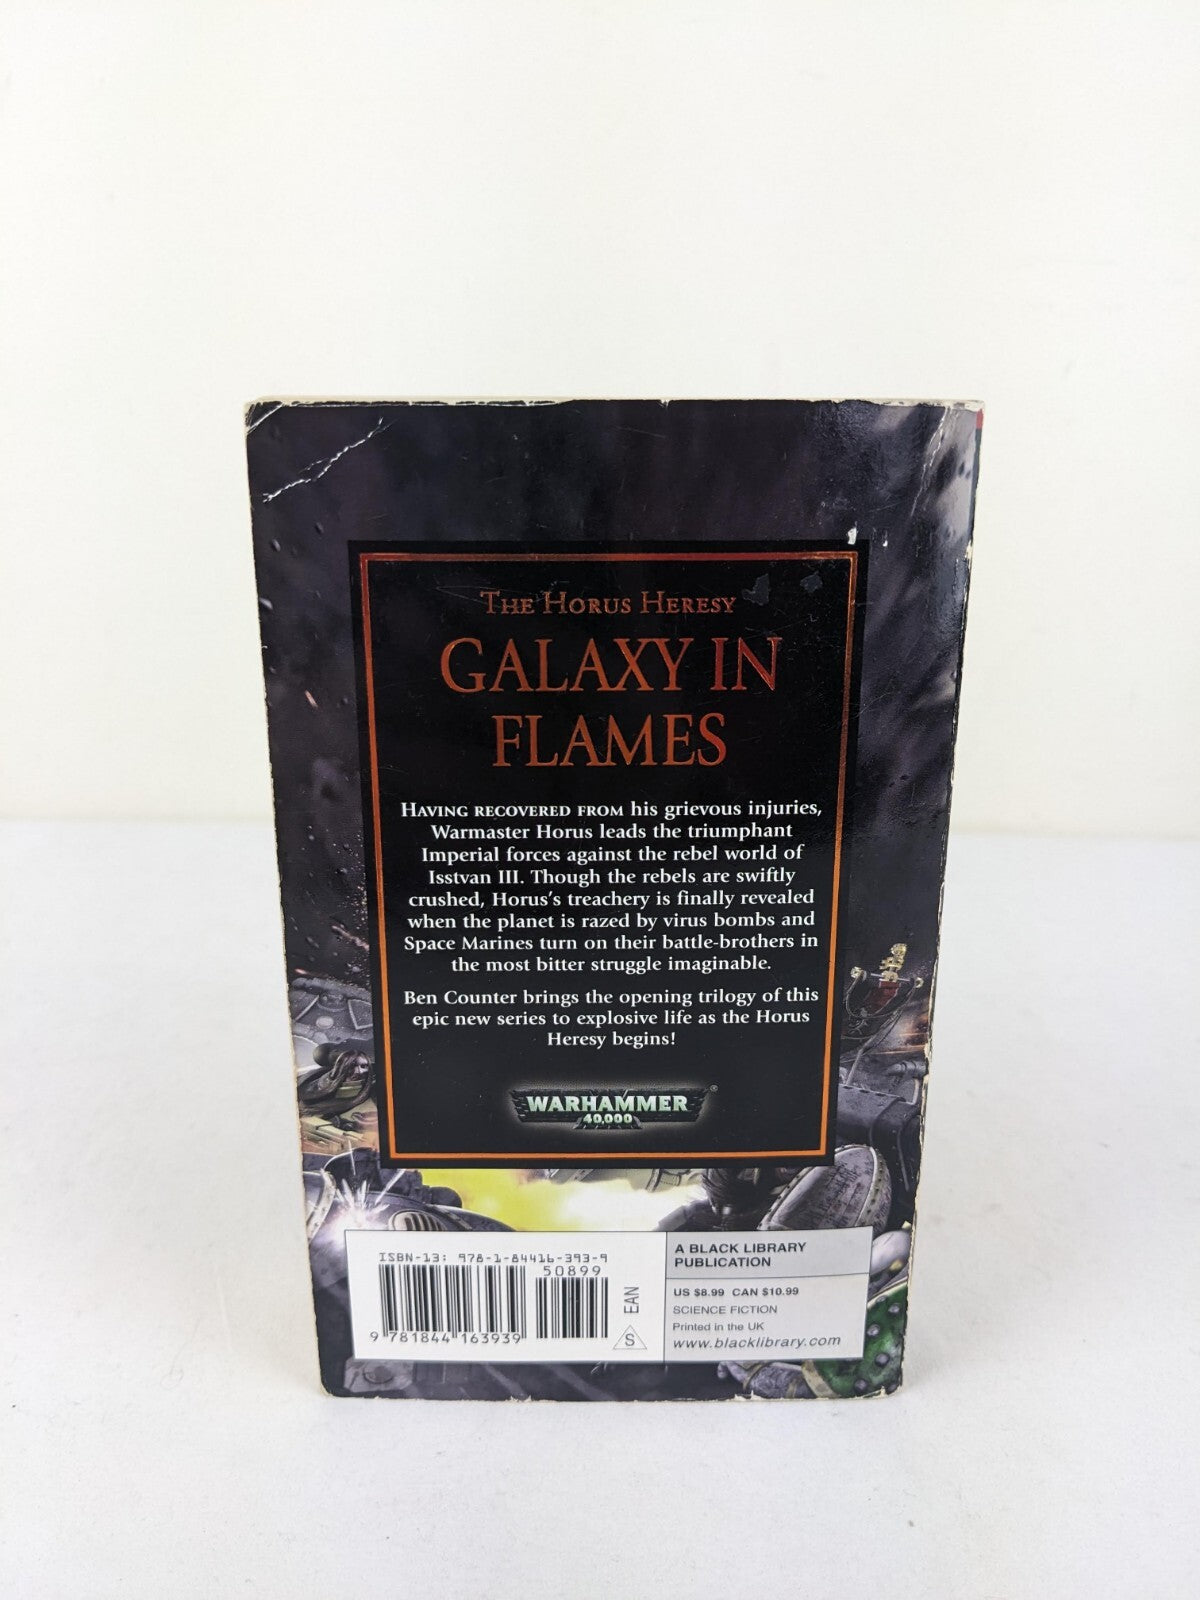 THE HORUS HERESY
GALAXY IN
FLAMES
HAVING RECOVERED FROM his grievous injuries,
Warmaster Horus leads the triumphant
Imperial forces against the rebel world of
Isstvan III. Though the rebels are swiftly
crushed, Horus's treachery is finally revealed
when the planet is razed by virus bombs and
Space Marines turn on their battle-brothers in
the most bitter struggle imaginable.
Ben Counter brings the opening trilogy of this
epic new series to explosive life as the Horus
Heresy begins!
WARHAMMER®
40,000
ISBN-13: 978-1-84416-393-9
50899
9 781844 163939
EAN
S
A BLACK LIBRARY
PUBLICATION
US $8.99 CAN $10.99
SCIENCE FICTION
Printed in the UK
www.blacklibrary.com